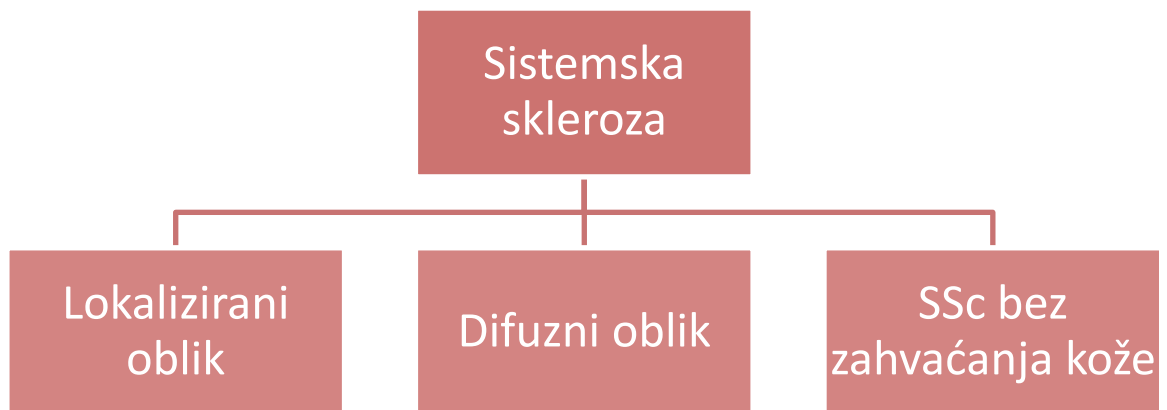 Sistemska
skleroza
Lokalizirani
oblik
Difuzni oblik
SSc bez
zahvaćanja kože